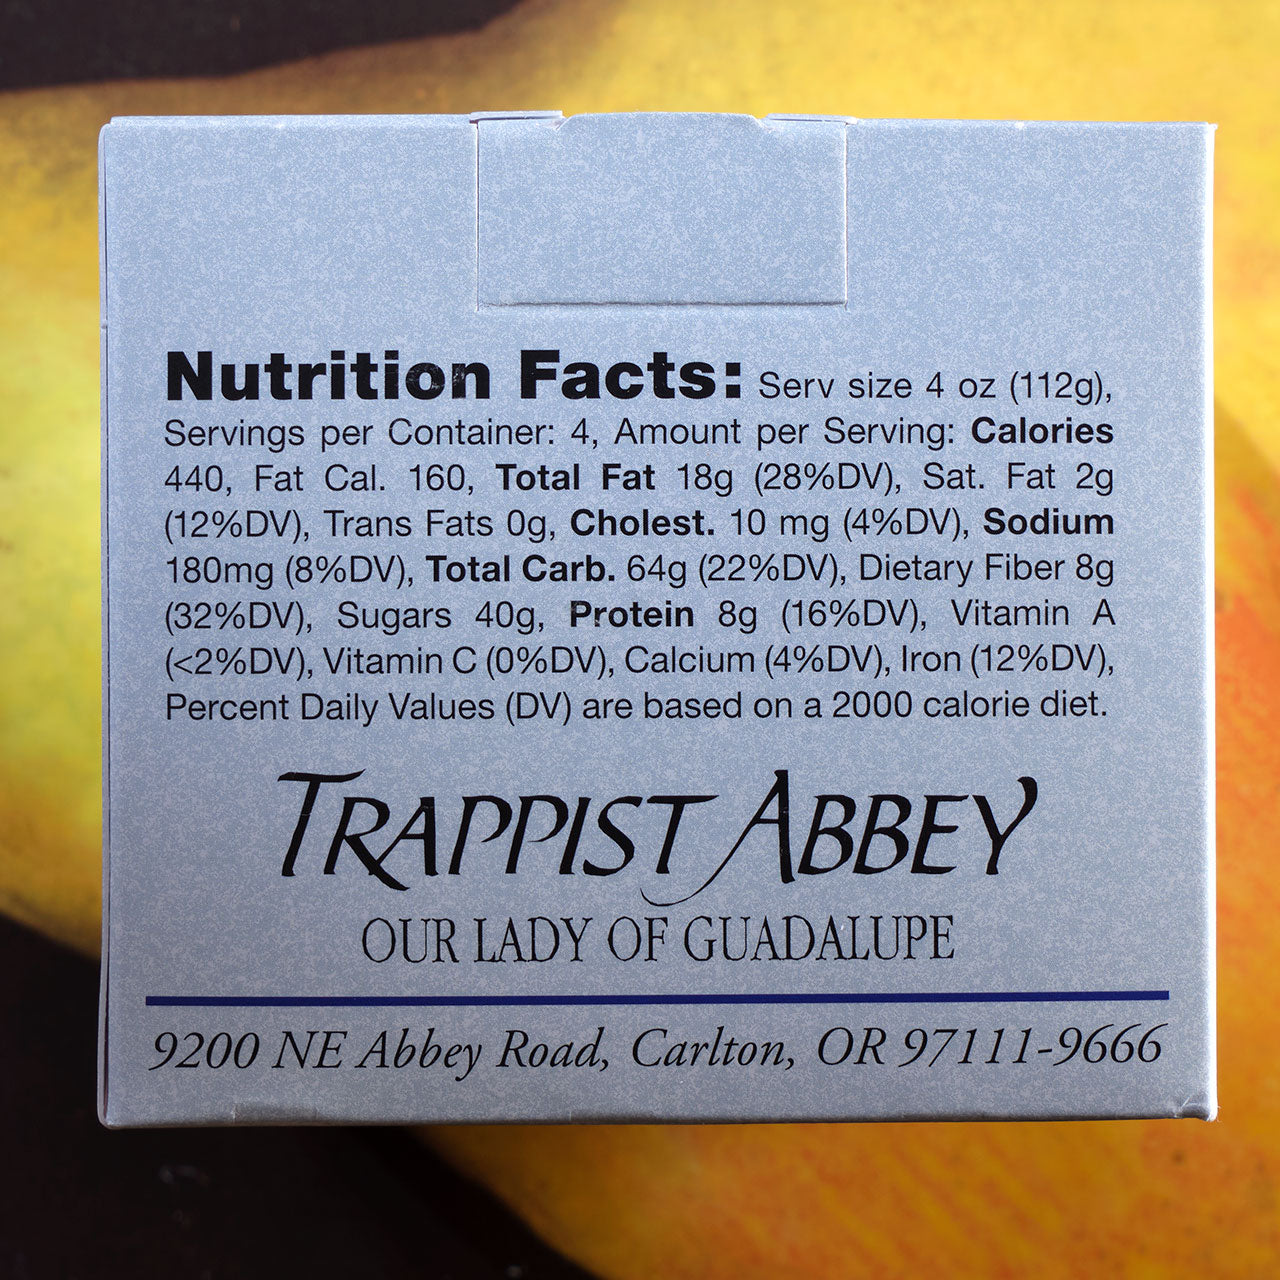 Nutrition Facts: Serv size 4 oz (112g),
Servings per Container: 4, Amount per Serving: Calories
440, Fat Cal. 160, Total Fat 18g (28%DV), Sat. Fat 2g
(12%DV), Trans Fats 0g, Cholest. 10 mg (4%DV), Sodium
180mg (8%DV), Total Carb. 64g (22%DV), Dietary Fiber 8g
(32%DV), Sugars 40g, Protein 8g (16%DV), Vitamin A
(<2%DV), Vitamin C (0%DV), Calcium (4%DV), Iron (12%DV),
Percent Daily Values (DV) are based on a 2000 calorie diet.
TRAPPIST ABBEY
OUR LADY OF GUADALUPE
9200 NE Abbey Road, Carlton, OR 97111-9666